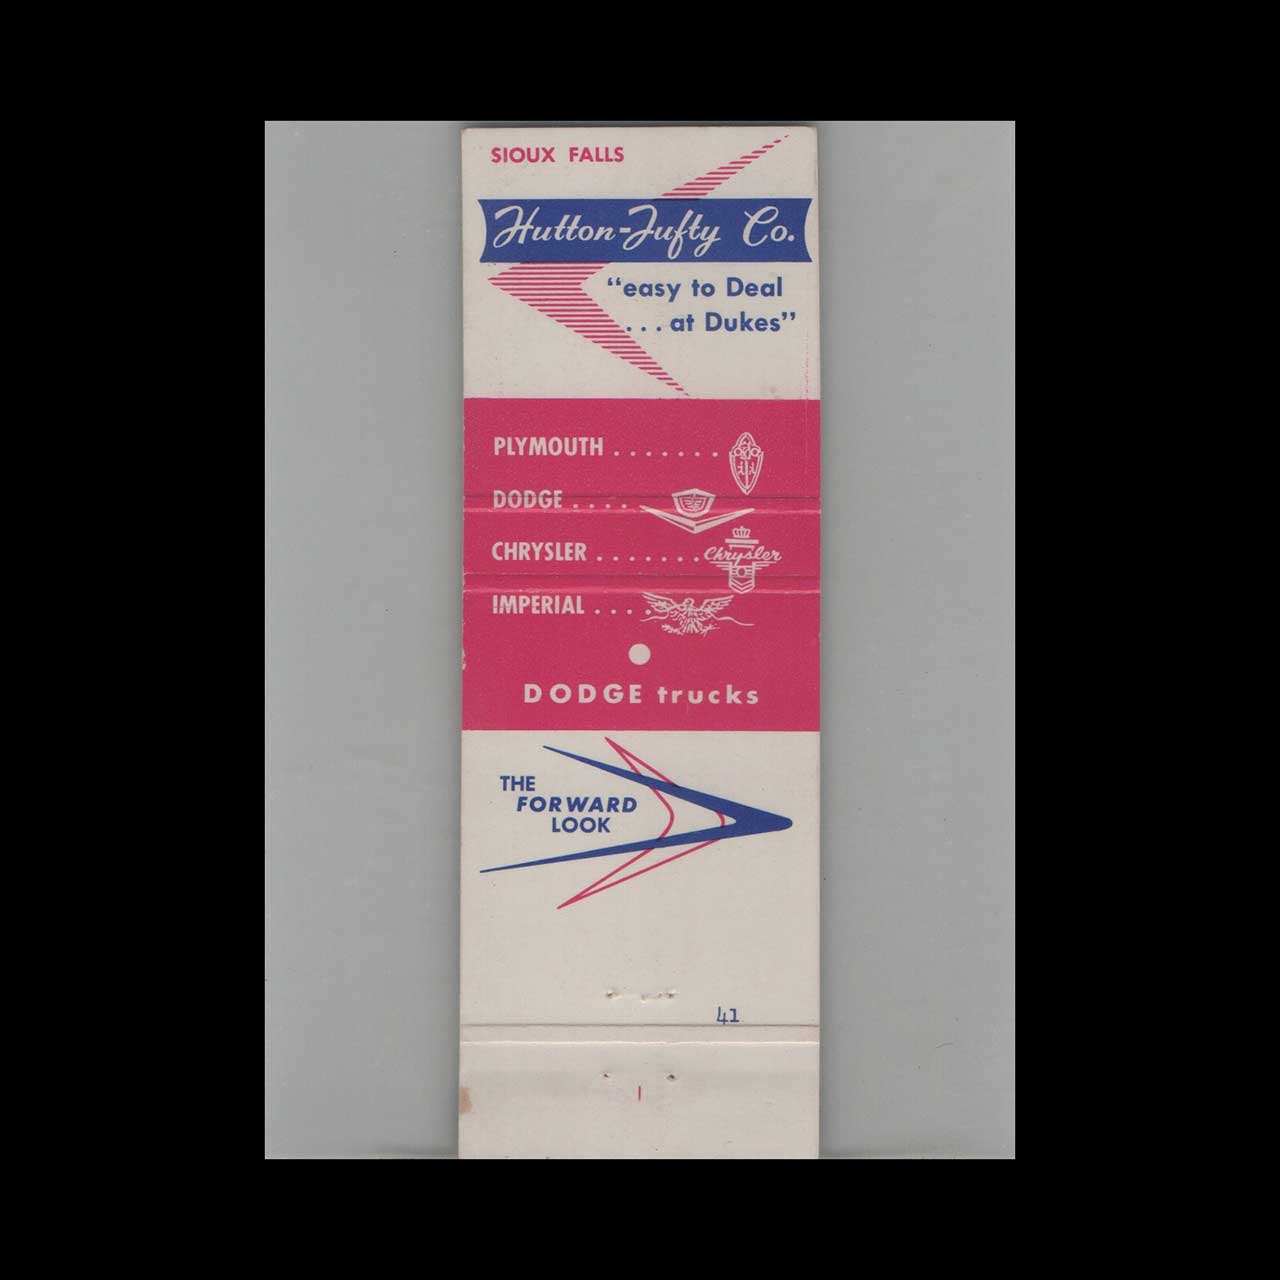 SIOUX FALLS
Hutton-Tufty Co.
"easy to Deal
...at Dukes"
PLYMOUTH .......
DODGE ....
CHRYSLER ....... Chrysler
IMPERIAL ....
DODGE trucks
THE
FORWARD
LOOK
41